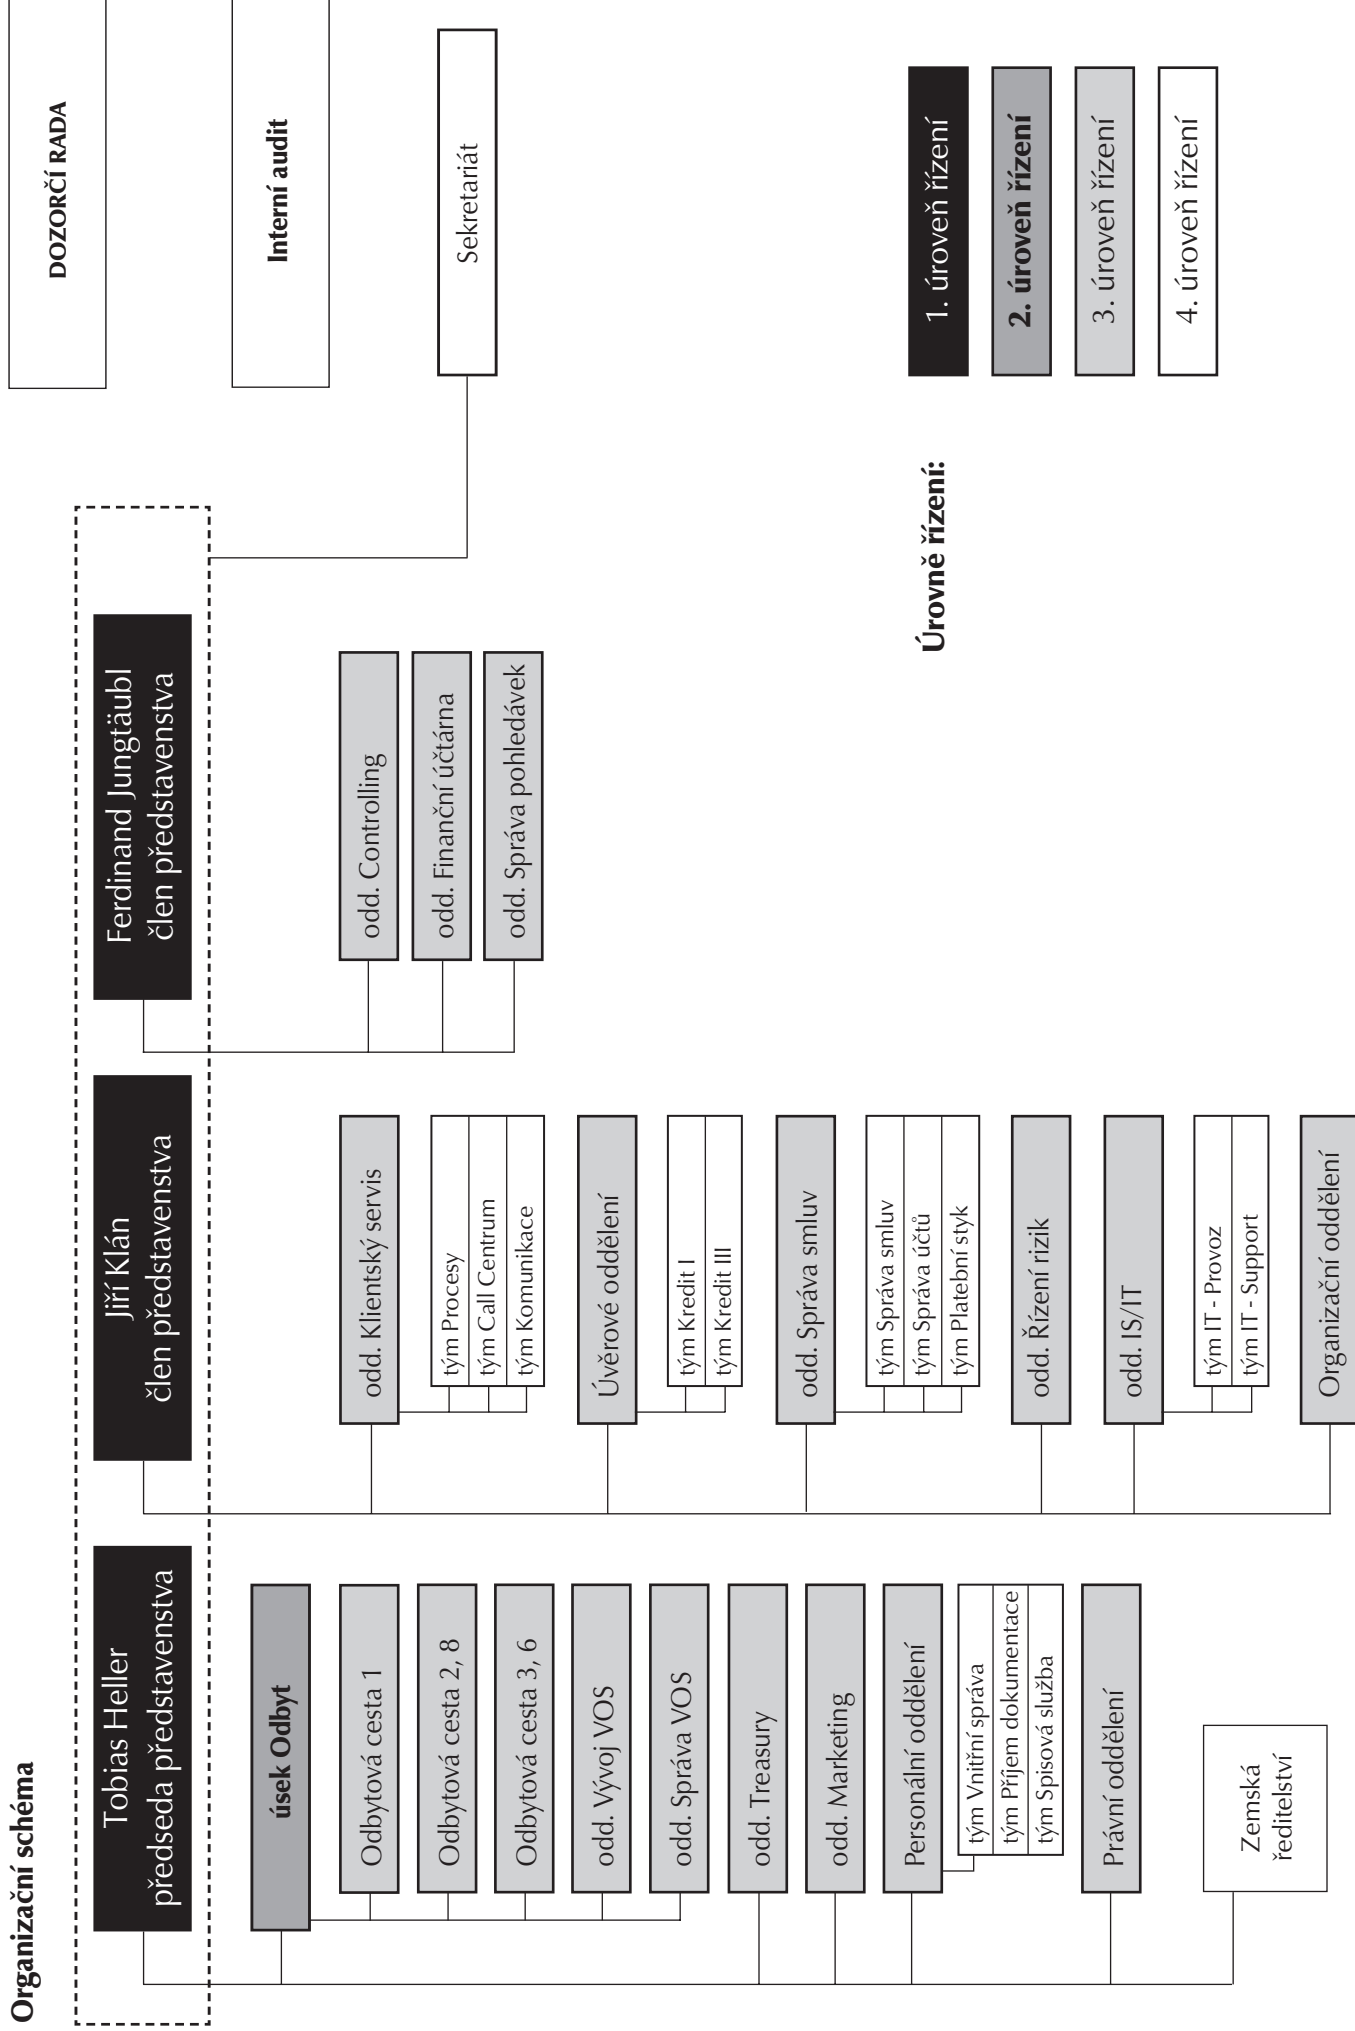 Organizační schéma
Tobias Heller
předseda představenstva
úsek Odbyt
Odbytová cesta 1
Odbytová cesta 2, 8
Odbytová cesta 3, 6
odd. Vývoj VOS
odd. Správa VOS
odd. Treasury
odd. Marketing
Personální oddělení
tým Vnitřní správa
tým Příjem dokumentace
tým Spisová služba
Právní oddělení
Zemská
ředitelství
Jiří Klán
člen představenstva
odd. Klientský servis
tým Procesy
tým Call Centrum
tým Komunikace
Úvěrové oddělení
tým Kredit I
tým Kredit III
odd. Správa smluv
tým Správa smluv
tým Správa účtů
tým Platební styk
odd. Řízení rizik
odd. IS/IT
tým IT - Provoz
tým IT - Support
Organizační oddělení
Ferdinand Jungtäubl
člen představenstva
odd. Controlling
odd. Finanční účtárna
odd. Správa pohledávek
DOZORČÍ RADA
Interní audit
Sekretariát
Úrovně řízení:
1. úroveň řízení
2. úroveň řízení
3. úroveň řízení
4. úroveň řízení